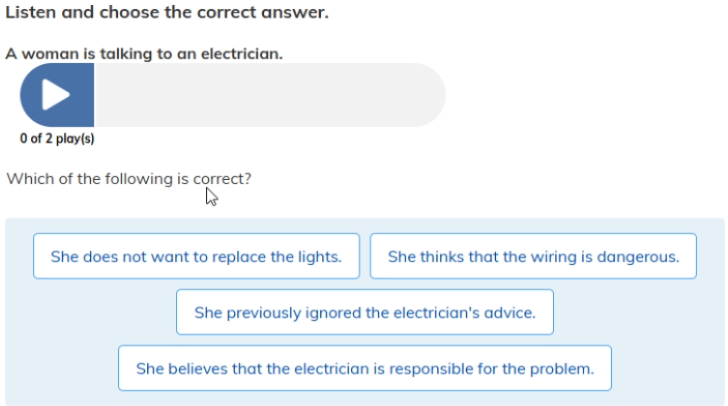 Listen and choose the correct answer.
A woman is talking to an electrician.
0 of 2 play(s)
Which of the following is correct?
She does not want to replace the lights.
She thinks that the wiring is dangerous.
She previously ignored the electrician's advice.
She believes that the electrician is responsible for the problem.